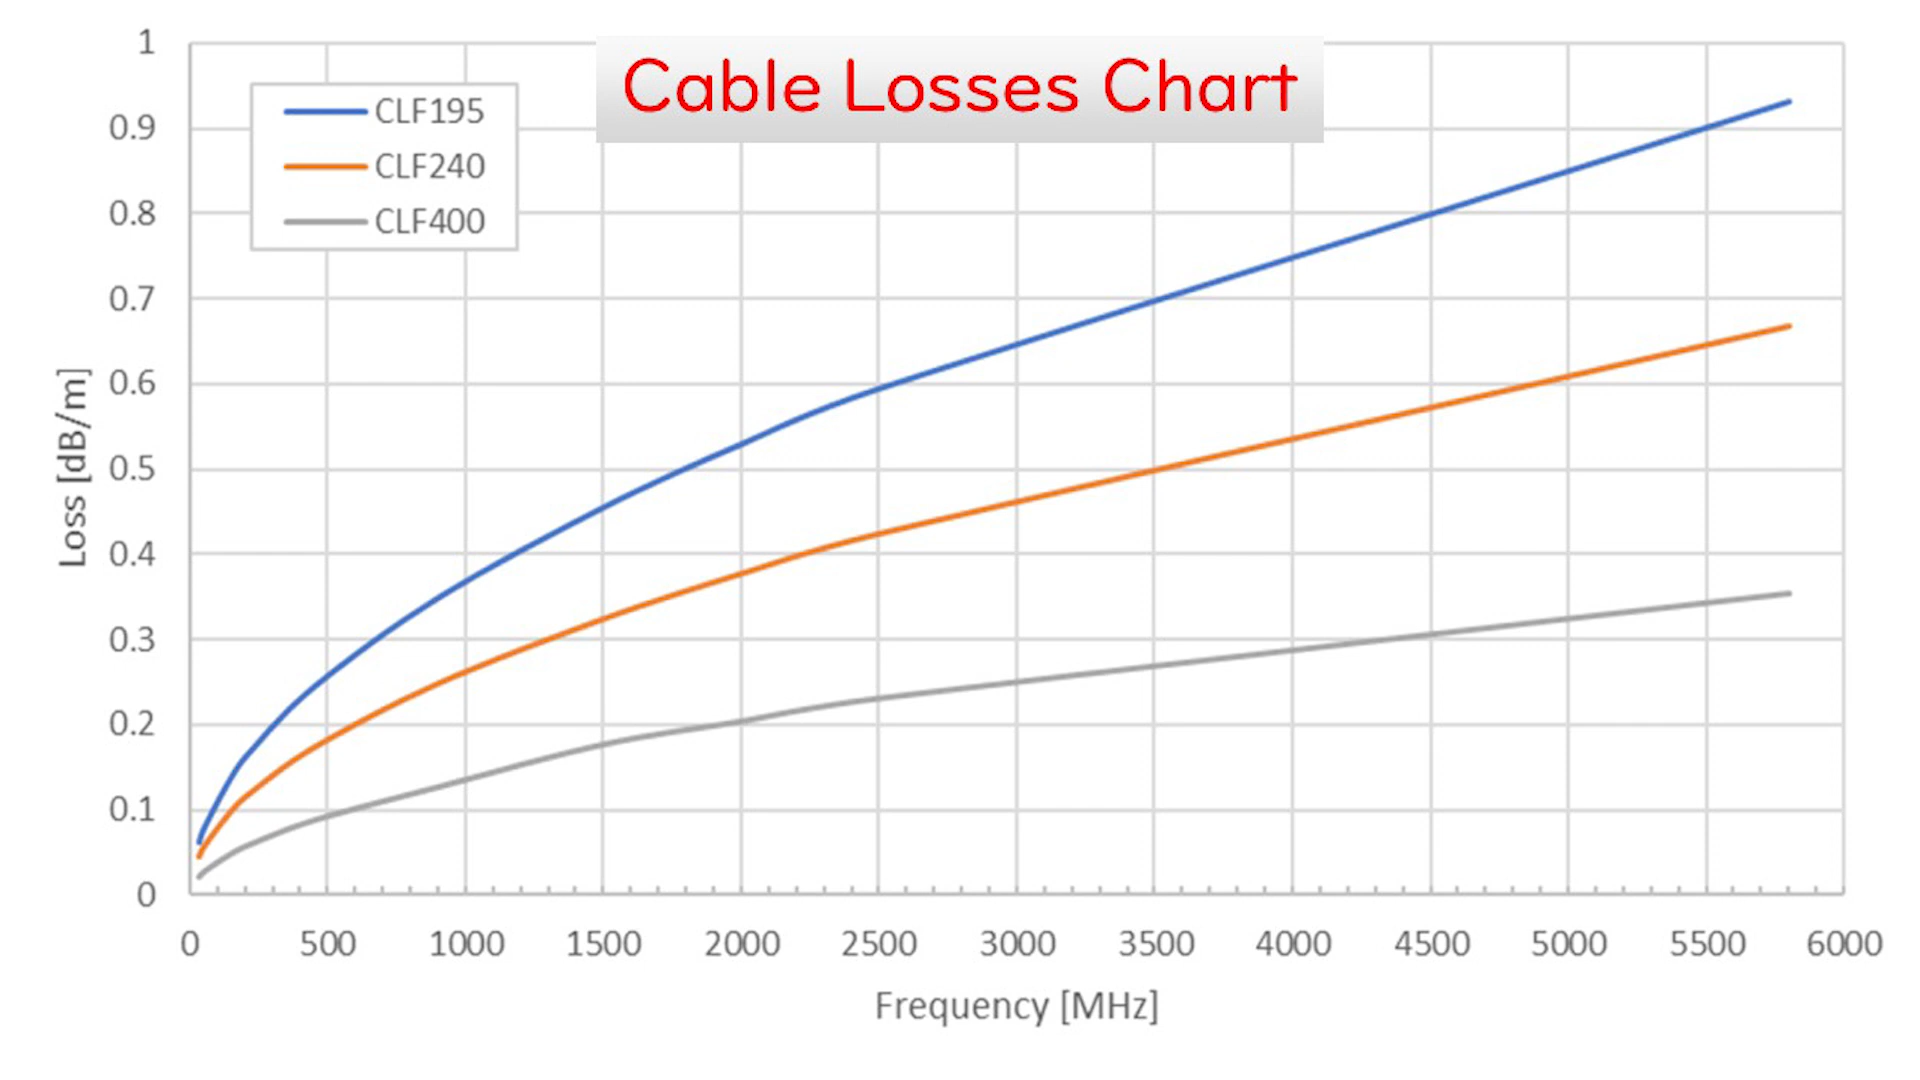 Cable Losses Chart
CLF195
CLF240
CLF400
Loss [dB/m]
1
0.9
0.8
0.7
0.6
0.5
0.4
0.3
0.2
0.1
0
0 500 1000 1500 2000 2500 3000 3500 4000 4500 5000 5500 6000
Frequency [MHz]